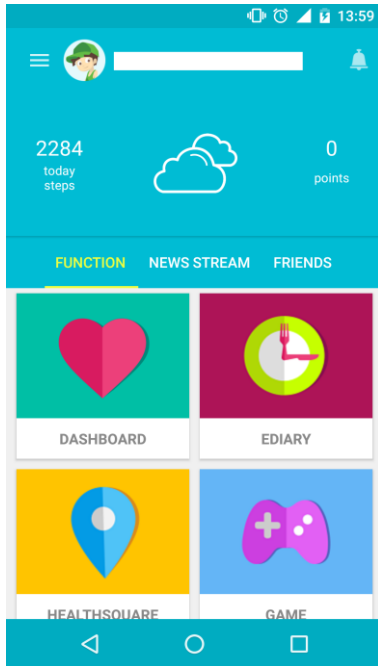 13:59
2284
today
steps
0
points
FUNCTION NEWS STREAM FRIENDS
DASHBOARD EDIARY
HEALTHSQUARE GAME